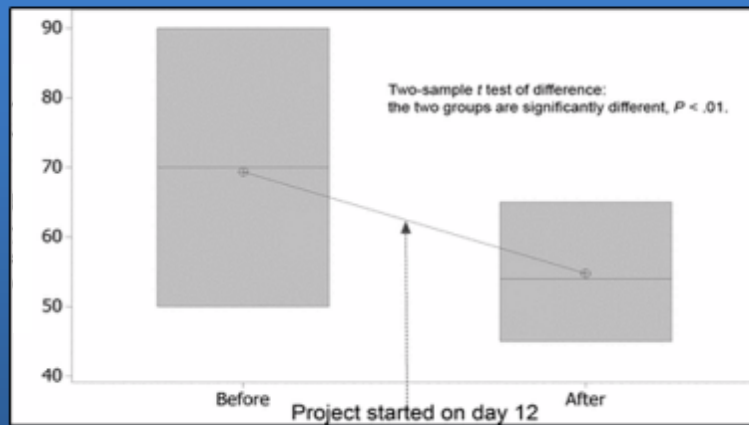 90
Two-sample t test of difference:
80
the two groups are significantly different, P < .01.
70
60
50
40
Before
After
Project started on day 12